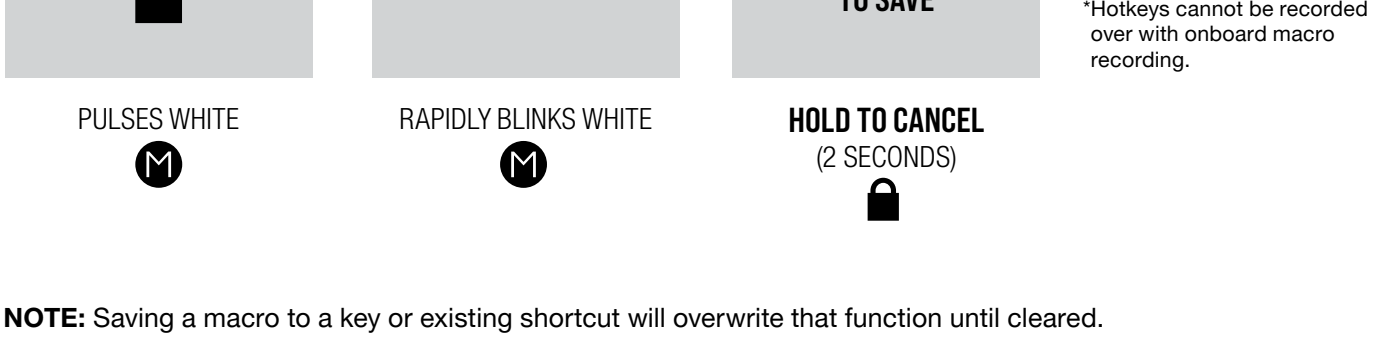 TO SAVE
*Hotkeys cannot be recorded
over with onboard macro
recording.
PULSES WHITE
M
RAPIDLY BLINKS WHITE
M
HOLD TO CANCEL
(2 SECONDS)
NOTE: Saving a macro to a key or existing shortcut will overwrite that function until cleared.